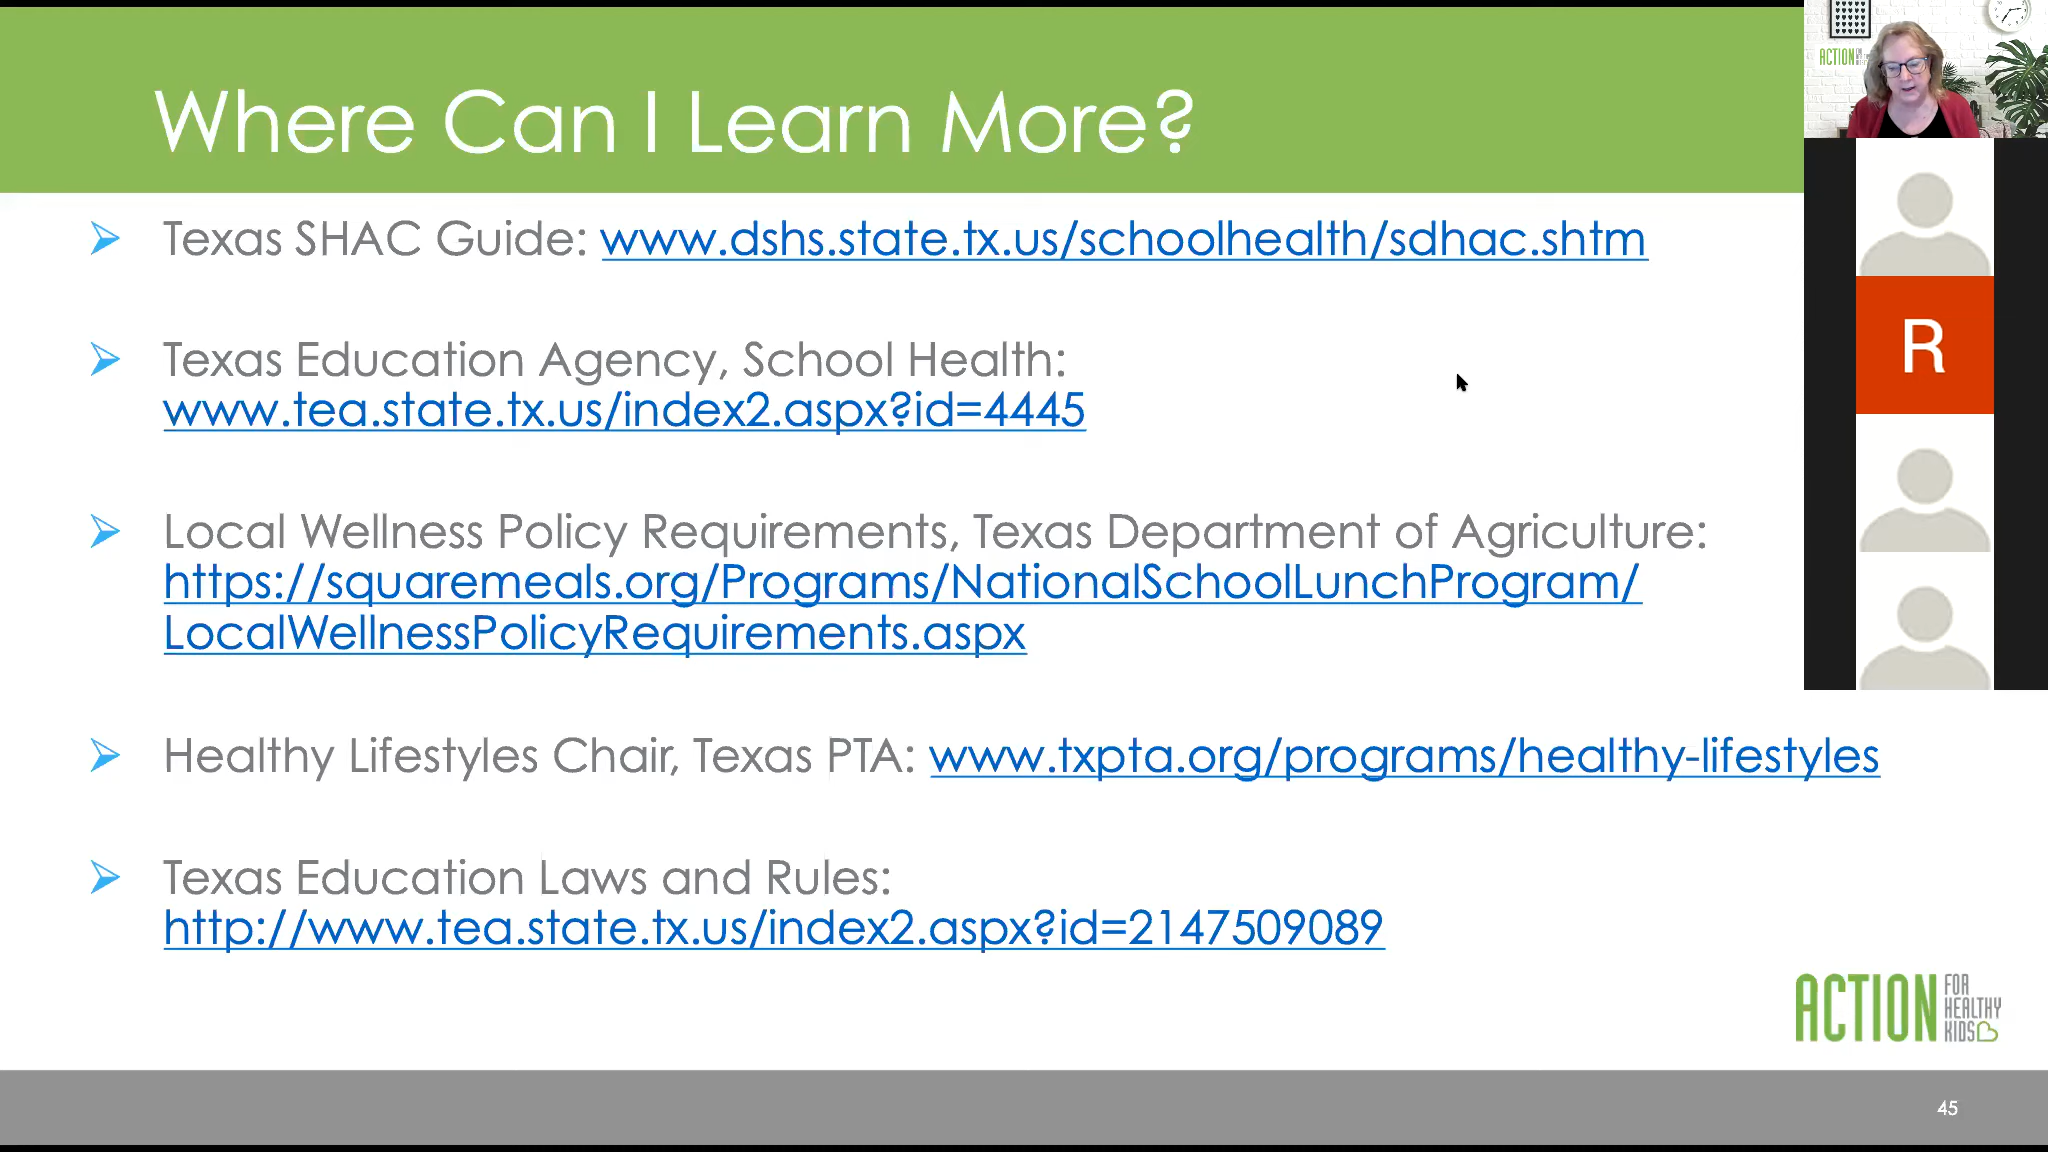 Where Can I Learn More?
Texas SHAC Guide: www.dshs.state.tx.us/schoolhealth/sdhac.shtm
Texas Education Agency, School Health:
www.tea.state.tx.us/index2.aspx?id=4445
Local Wellness Policy Requirements, Texas Department of Agriculture:
https://squaremeals.org/Programs/NationalSchoolLunchProgram/
LocalWellnessPolicyRequirements.aspx
Healthy Lifestyles Chair, Texas PTA: www.txpta.org/programs/healthy-lifestyles
Texas Education Laws and Rules:
http://www.tea.state.tx.us/index2.aspx?id=2147509089
ACTION FOR
HEALTHY
KIDS
45
ACTION
R